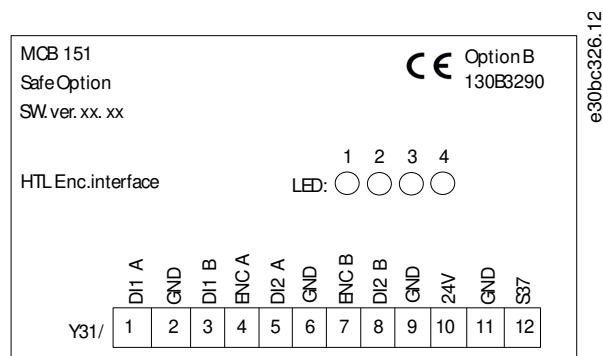 MCB 151
Safe Option
SW. ver. xx. xx
CE Option B
130B3290
HTL Enc.interface
1 2 3 4
LED:
DI1 A
GND
DI1 B
ENC A
DI2 A
GND
ENC B
DI2 B
GND
24V
GND
S37
Y31/ 1 2 3 4 5 6 7 8 9 10 11 12
e30bc326.12